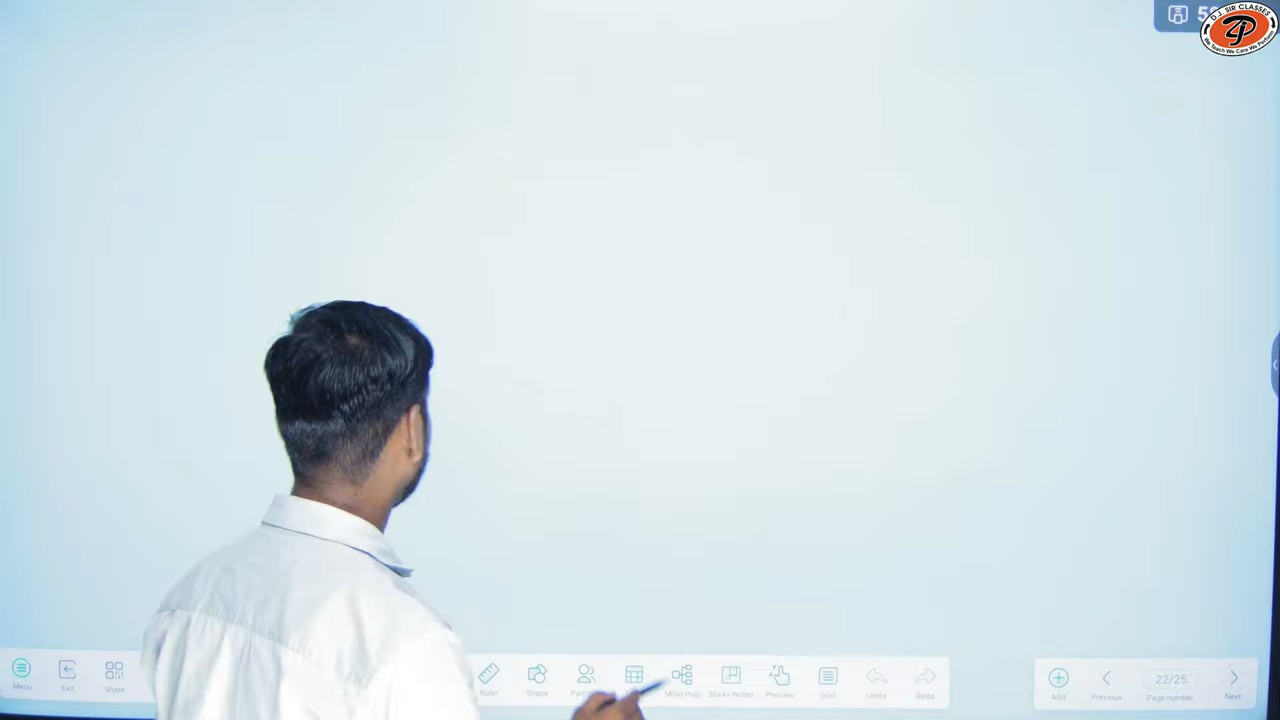 D.J. SIR CLASSES
We Teach We Care We Perform
Menu
Exit
Share
Ruler
Shape
Mind map
Sticky Notes
Preview
Undo
Redo
Add
Previous
22/25
Page number
Next